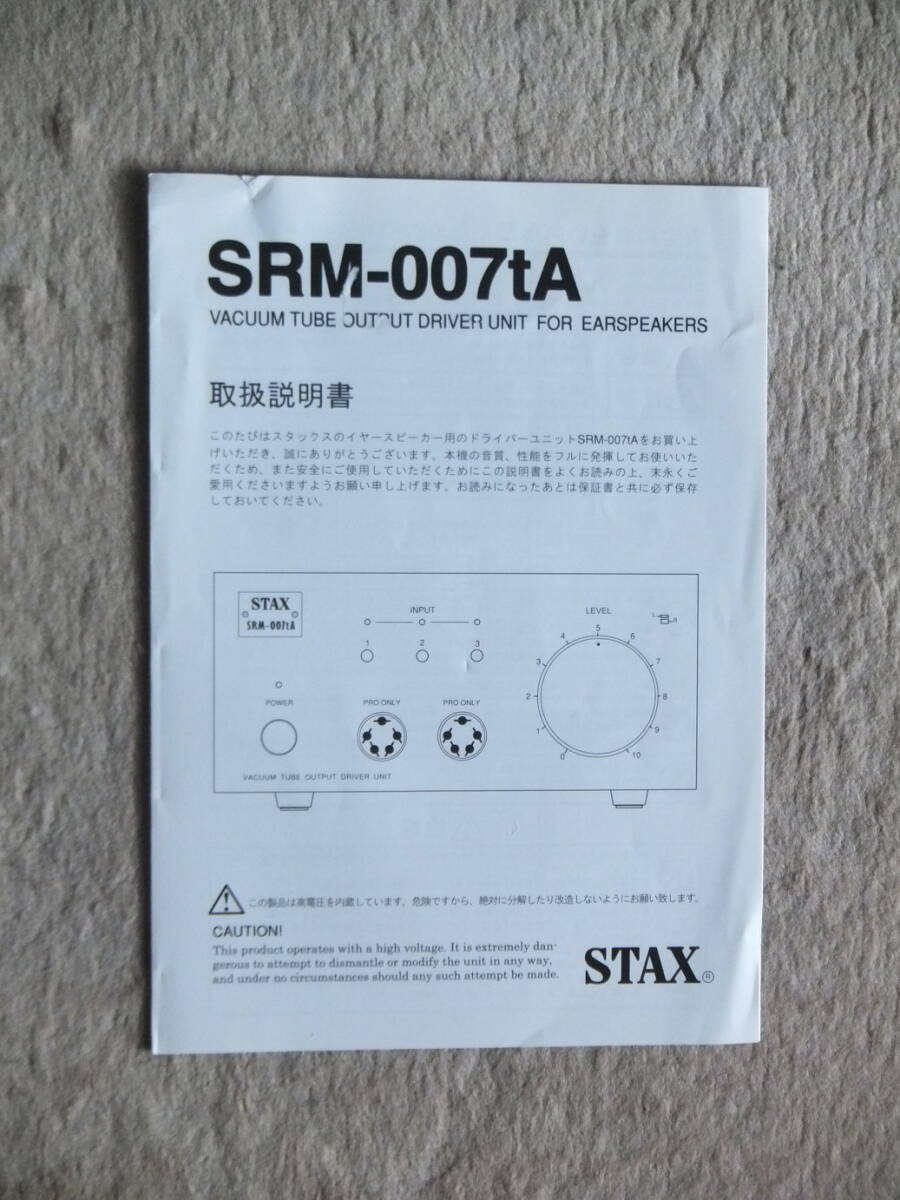 SRM-007tA
VACUUM TUBE OUTPUT DRIVER UNIT FOR EARSPEAKERS
取扱説明書
このたびはスタックスのイヤースピーカー用のドライバーユニットSRM-007tAをお買い上
げいただき、誠にありがとうございます。本機の音質、性能をフルに発揮してお使いいた
だくため、また安全にご使用していただくためにこの説明書をよくお読みの上、末永くご
愛用くださいますようお願い申し上げます。お読みになったあとは保証書と共に必ず保存
しておいてください。
STAX
SRM-007tA
INPUT
1 2 3
LEVEL
L R
0 1 2 3 4 5 6 7 8 9 10
POWER
PRO ONLY PRO ONLY
VACUUM TUBE OUTPUT DRIVER UNIT
この製品は高電圧を内蔵しています。危険ですから、絶対に分解したり改造しないようにお願い致します。
CAUTION!
This product operates with a high voltage. It is extremely dan-
gerous to attempt to dismantle or modify the unit in any way,
and under no circumstances should any such attempt be made.
STAX®